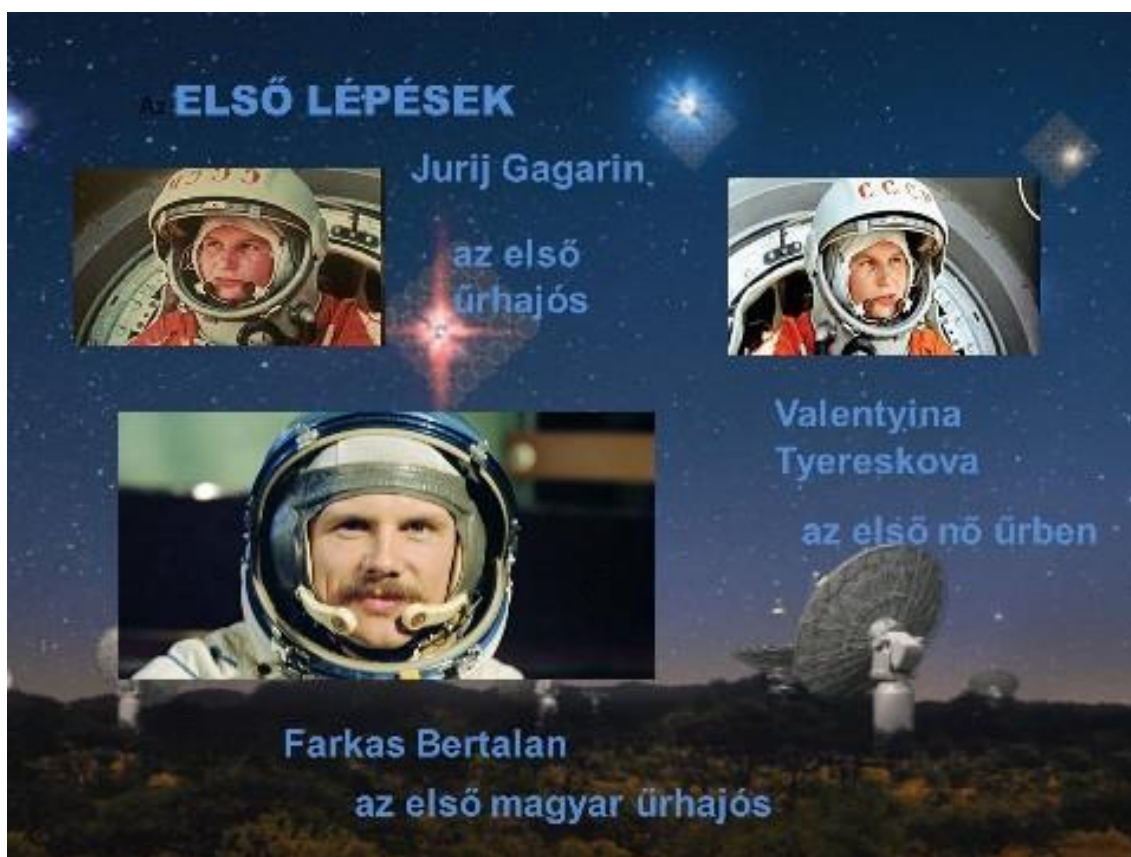 Az ELSŐ LÉPÉSEK
Jurij Gagarin
az első
űrhajós
Valentyina
Tyereskova
az első nő űrben
Farkas Bertalan
az első magyar űrhajós